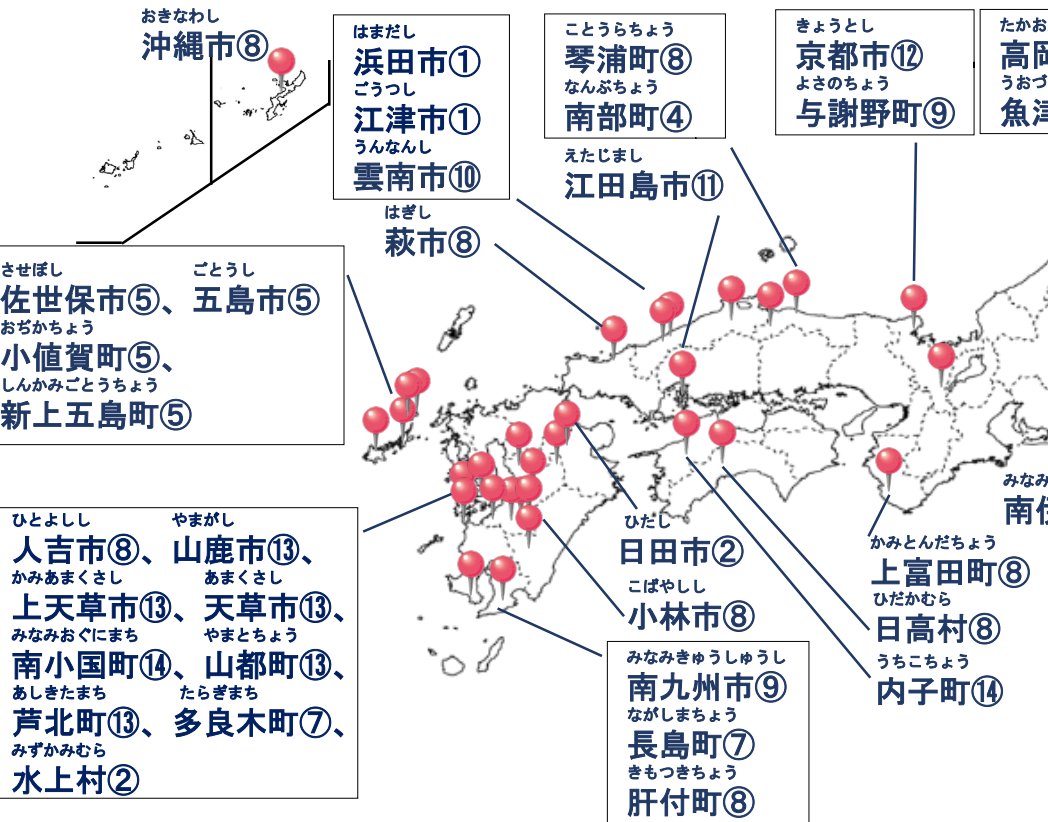 おきなわし
沖縄市⑧
はまだし
浜田市①
ごうつし
江津市①
うんなんし
雲南市⑩
はぎし
萩市⑧
ことうらちょう
琴浦町⑧
なんぶちょう
南部町④
えたじまし
江田島市⑪
きょうとし
京都市⑫
よさのちょう
与謝野町⑨
たかお
高岡
うおづ
魚津
させぼし ごとうし
佐世保市⑤、五島市⑤
おぢかちょう
小値賀町⑤、
しんかみごとうちょう
新上五島町⑤
ひとよしし やまがし
人吉市⑧、山鹿市⑬、
かみあまくさし あまくさし
上天草市⑬、天草市⑬、
みなみおぐにまち やまとちょう
南小国町⑭、山都町⑬、
あしきたまち たらぎまち
芦北町⑬、多良木町⑦、
みずかみむら
水上村②
ひだし
日田市②
こばやしし
小林市⑧
みなみきゅうしゅうし
南九州市⑨
ながしまちょう
長島町⑦
きもつきちょう
肝付町⑧
みなみ
南伊
かみとんだちょう
上富田町⑧
ひだかむら
日高村⑧
うちこちょう
内子町⑭